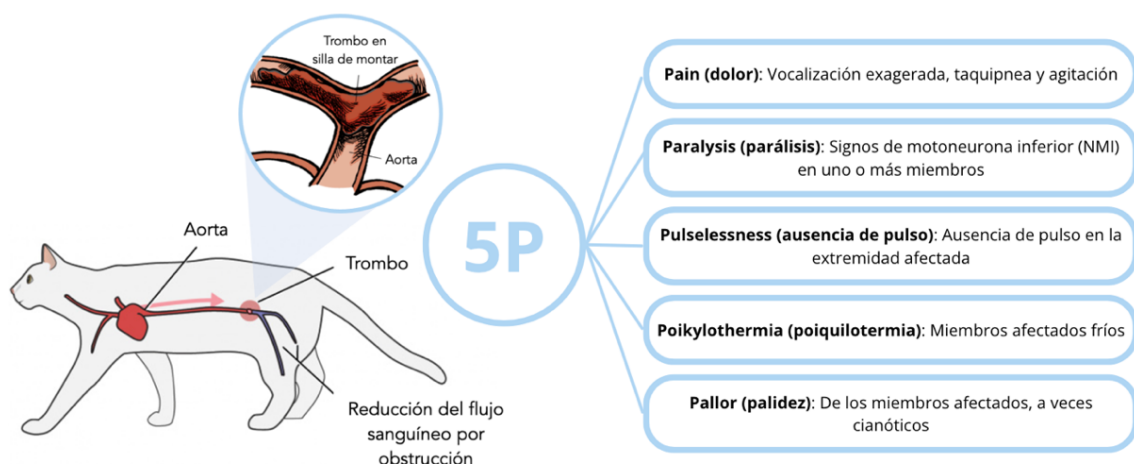 Trombo en
silla de montar
Aorta
Aorta
Trombo
Reducción del flujo
sanguíneo por
obstrucción
5P
Pain (dolor): Vocalización exagerada, taquipnea y agitación
Paralysis (parálisis): Signos de motoneurona inferior (NMI)
en uno o más miembros
Pulselessness (ausencia de pulso): Ausencia de pulso en la
extremidad afectada
Poikylothermia (poiquilotermia): Miembros afectados fríos
Pallor (palidez): De los miembros afectados, a veces
cianóticos